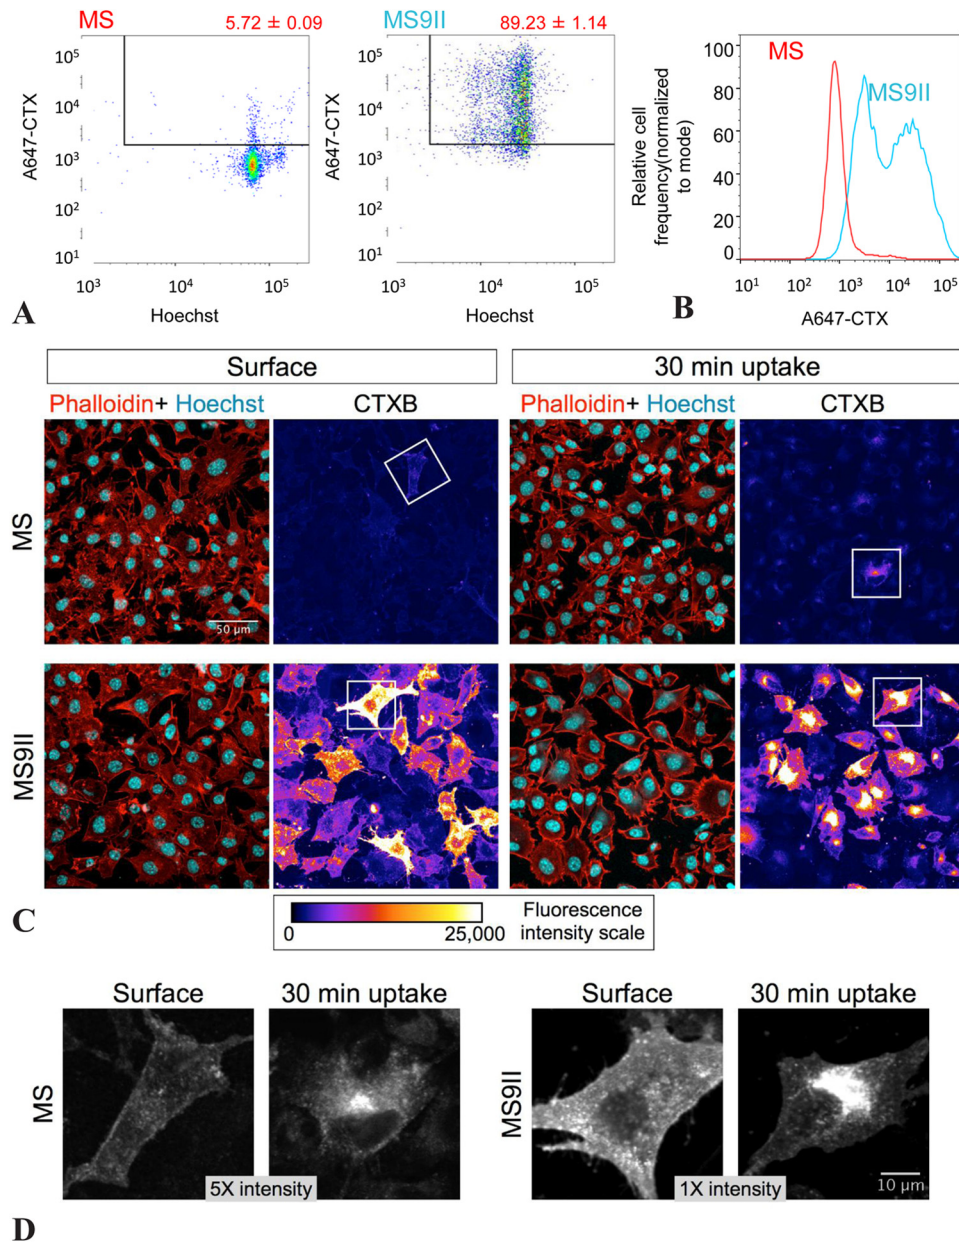 MS 5.72 ± 0.09
10⁵
10⁴
10³
10²
10¹
A647-CTX
10³ 10⁴ 10⁵
Hoechst
MS9II 89.23 ± 1.14
10⁵
10⁴
10³
10²
10¹
A647-CTX
10³ 10⁴ 10⁵
Hoechst
A
100
80
60
40
20
0
Relative cell
frequency(normalized
to mode)
MS
MS9II
10¹ 10² 10³ 10⁴ 10⁵
A647-CTX
B
Surface
30 min uptake
Phalloidin+ Hoechst
CTXB
Phalloidin+ Hoechst
CTXB
MS
50 µm
MS9II
C
0
25,000
Fluorescence
intensity scale
Surface
30 min uptake
Surface
30 min uptake
MS
5X intensity
MS9II
1X intensity
10 µm
D